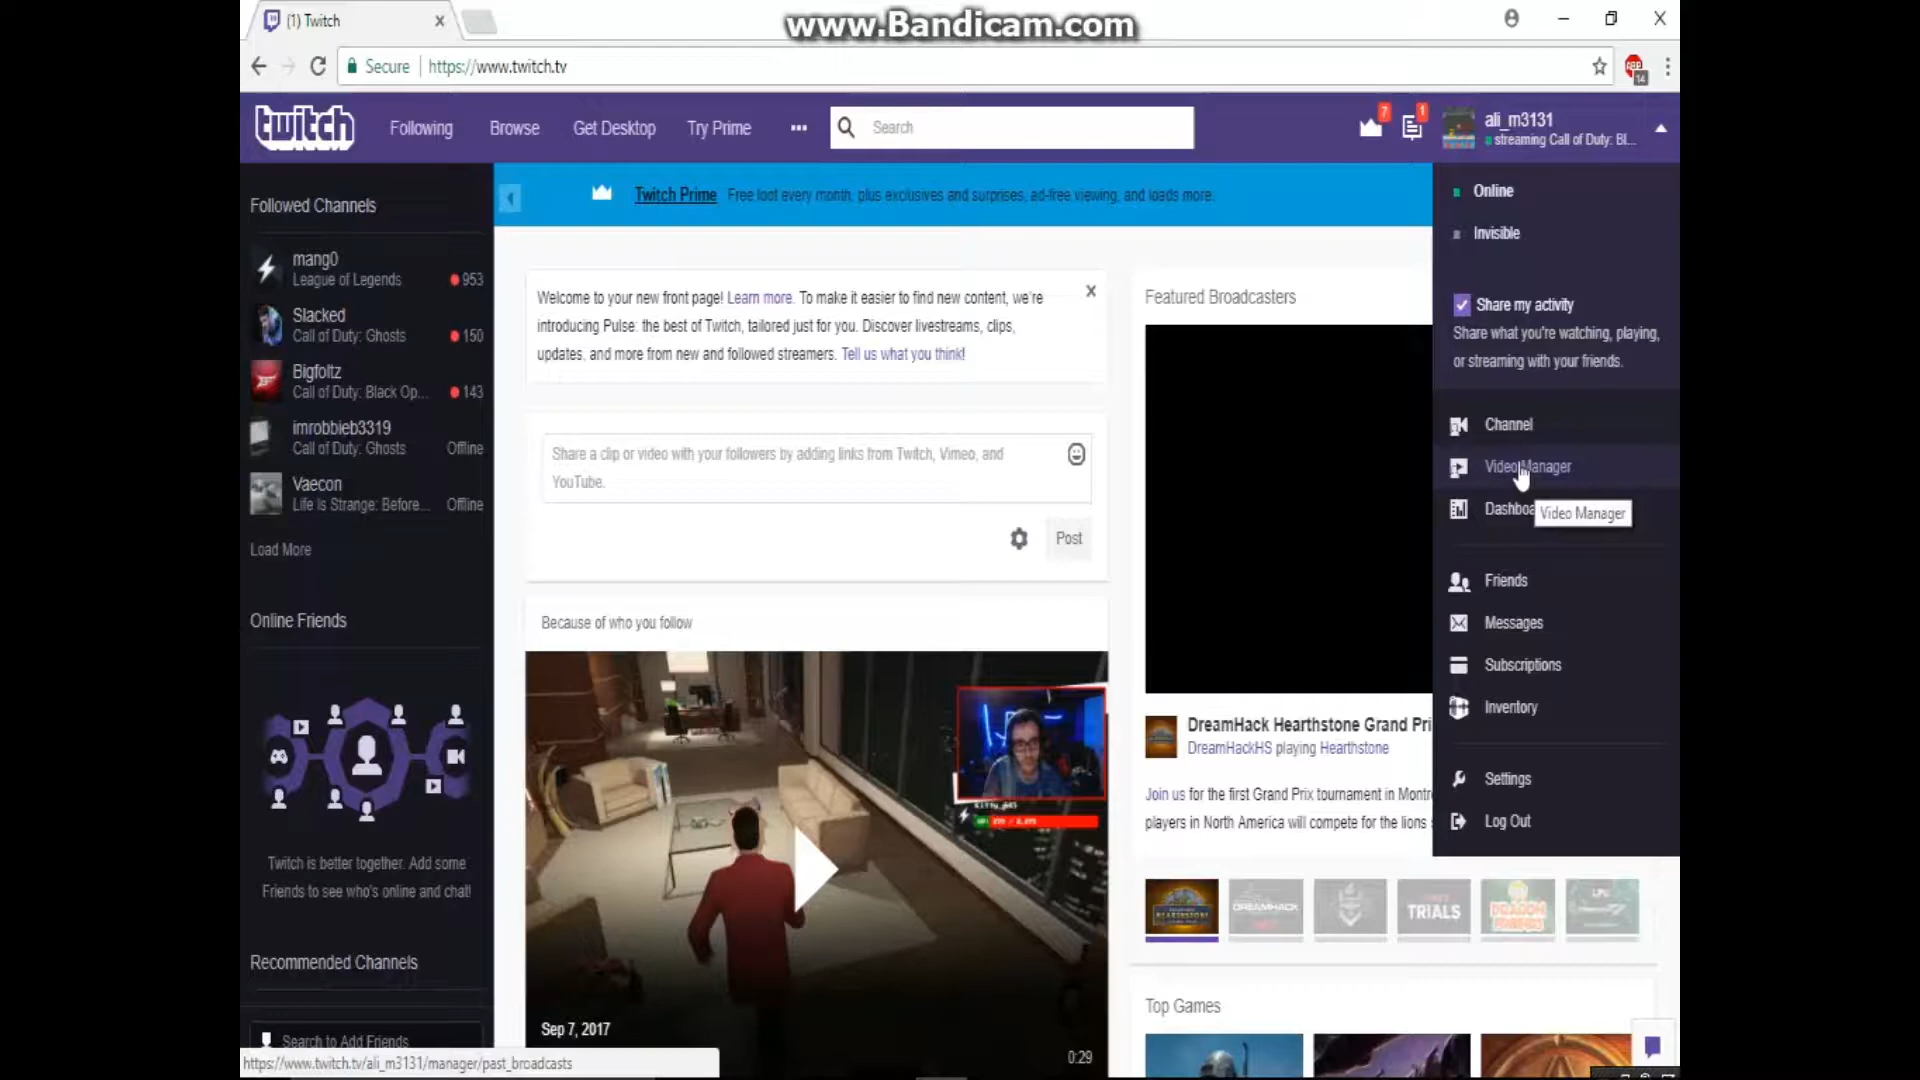 (1) Twitch
www.Bandicam.com
Secure
https://www.twitch.tv
ABP
14
twitch
Following
Browse
Get Desktop
Try Prime
Search
7
1
ali_m3131
streaming Call of Duty: Bl...
Followed Channels
mang0
League of Legends
953
Slacked
Call of Duty: Ghosts
150
Bigfoltz
Call of Duty: Black Op...
143
imrobbieb3319
Call of Duty: Ghosts
Offline
Vaecon
Life is Strange: Before...
Offline
Load More
Online Friends
Twitch is better together. Add some
Friends to see who's online and chat!
Recommended Channels
Search to Add Friends
https://www.twitch.tv/ali_m3131/manager/past_broadcasts
Twitch Prime Free loot every month, plus exclusives and surprises, ad-free viewing, and loads more.
Welcome to your new front page! Learn more. To make it easier to find new content, we're
introducing Pulse: the best of Twitch, tailored just for you. Discover livestreams, clips,
updates, and more from new and followed streamers. Tell us what you think!
Share a clip or video with your followers by adding links from Twitch, Vimeo, and
YouTube.
Post
Because of who you follow
Sep 7, 2017
0:29
Featured Broadcasters
DreamHack Hearthstone Grand Pri
DreamHackHS playing Hearthstone
Join us for the first Grand Prix tournament in Montr
players in North America will compete for the lions s
HEARTHSTONE
DREAMHACK
TRIALS
Top Games
Online
Invisible
Share my activity
Share what you're watching, playing,
or streaming with your friends.
Channel
Video Manager
Dashboa
Video Manager
Friends
Messages
Subscriptions
Inventory
Settings
Log Out